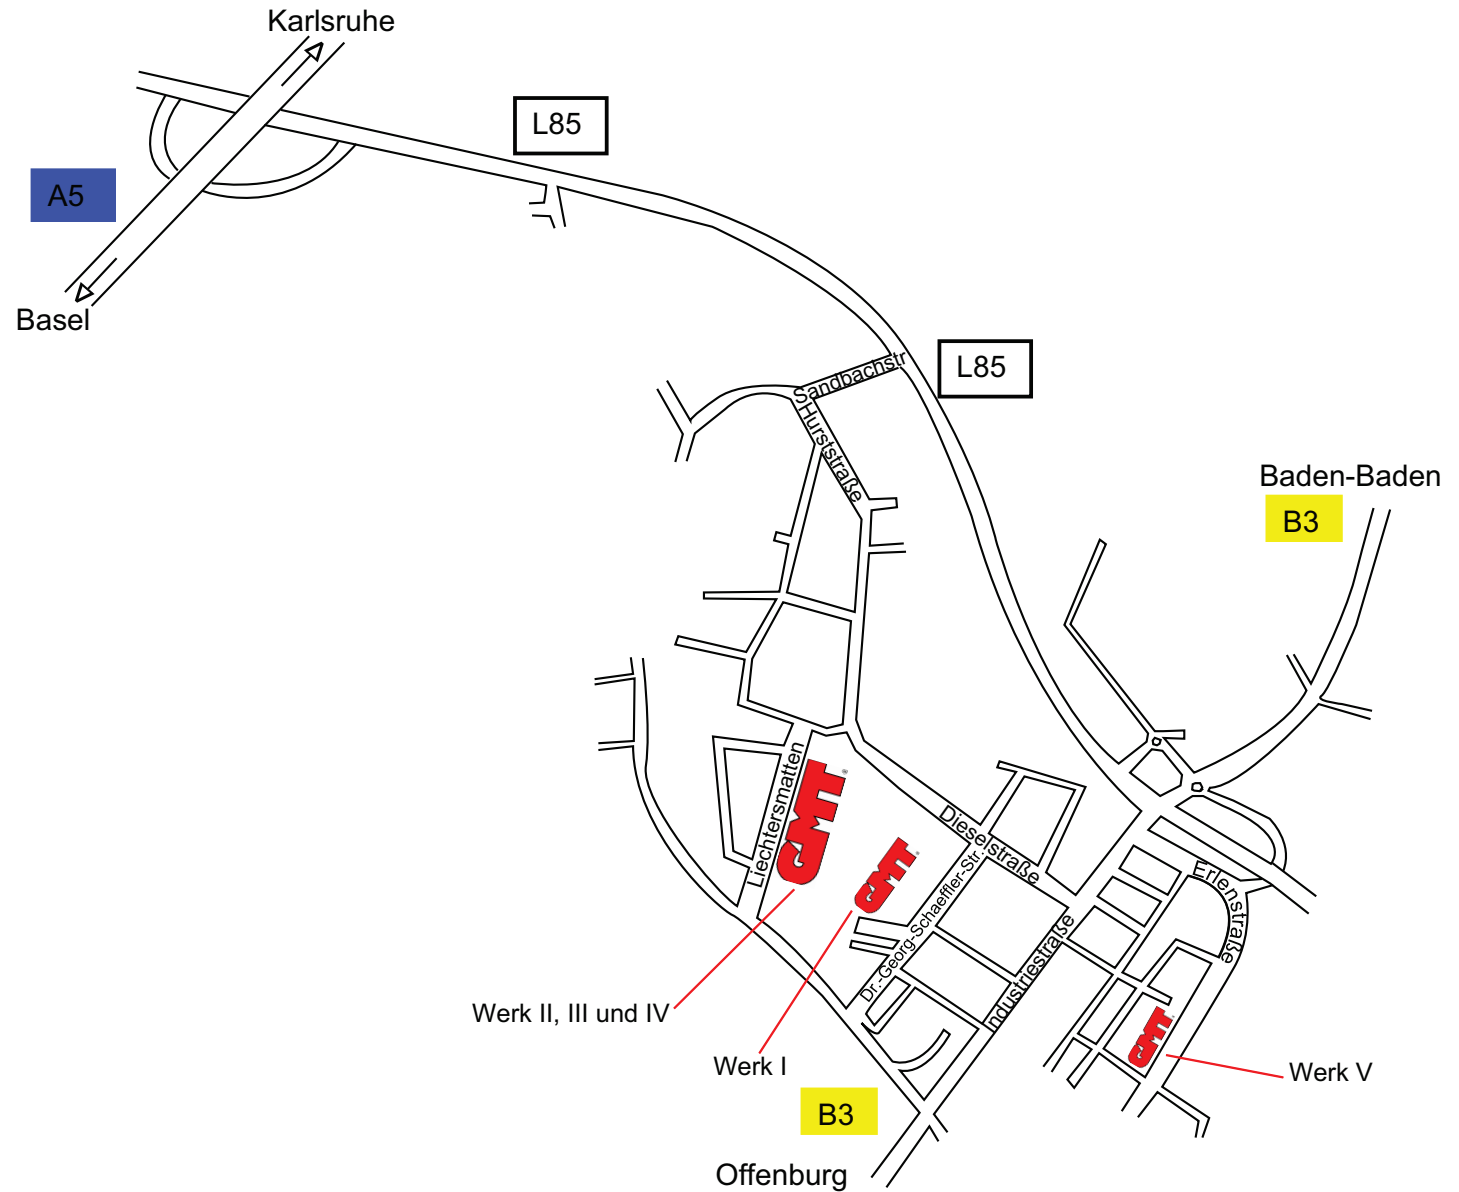 Karlsruhe
L85
A5
Basel
Sandbachstr
L85
Hurststraße
Baden-Baden
B3
Liechtersmatten
GMT
®
GMT
®
Dieselstraße
Dr.-Georg-Schaeffler-Str.
Erlenstraße
Industriestraße
Werk II, III und IV
GMT
Werk I
Werk V
B3
Offenburg